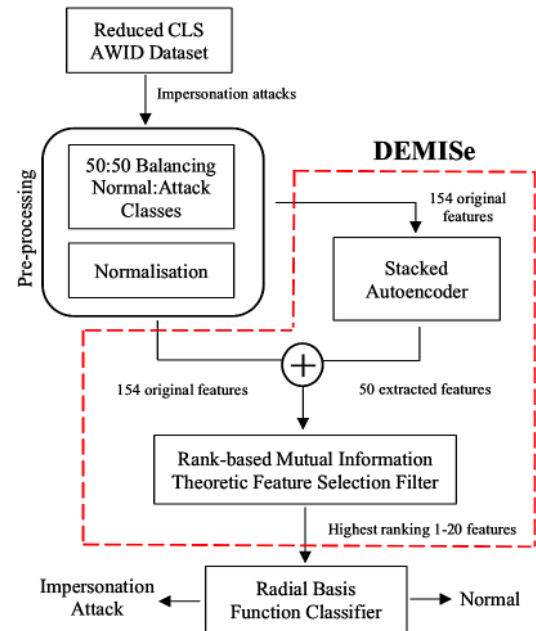 Reduced CLS
AWID Dataset
Impersonation attacks
Pre-processing
50:50 Balancing
Normal:Attack
Classes
Normalisation
DEMISe
154 original
features
Stacked
Autoencoder
154 original features
50 extracted features
Rank-based Mutual Information
Theoretic Feature Selection Filter
Highest ranking 1-20 features
Impersonation
Attack
Radial Basis
Function Classifier
Normal